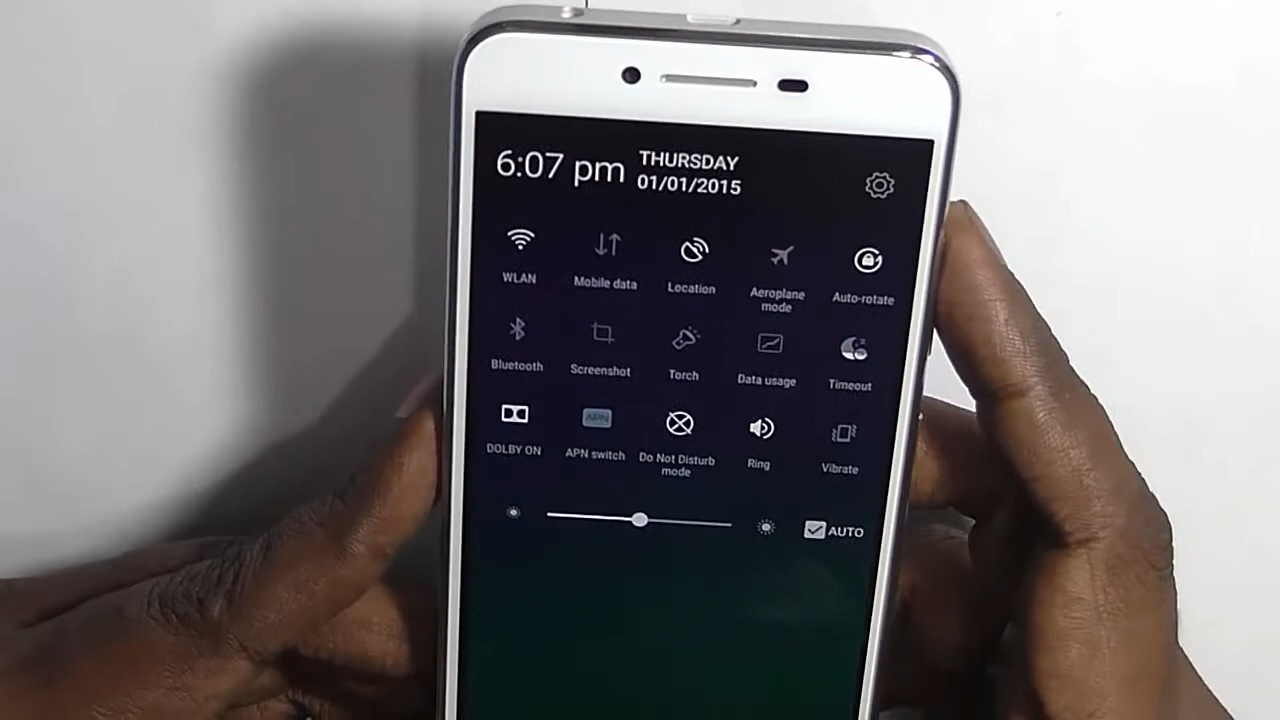 6:07 pm
THURSDAY
01/01/2015
WLAN
Mobile data
Location
Aeroplane
mode
Auto-rotate
Bluetooth
Screenshot
Torch
Data usage
Timeout
DOLBY ON
APN
APN switch
Do Not Disturb
mode
Ring
Vibrate
AUTO